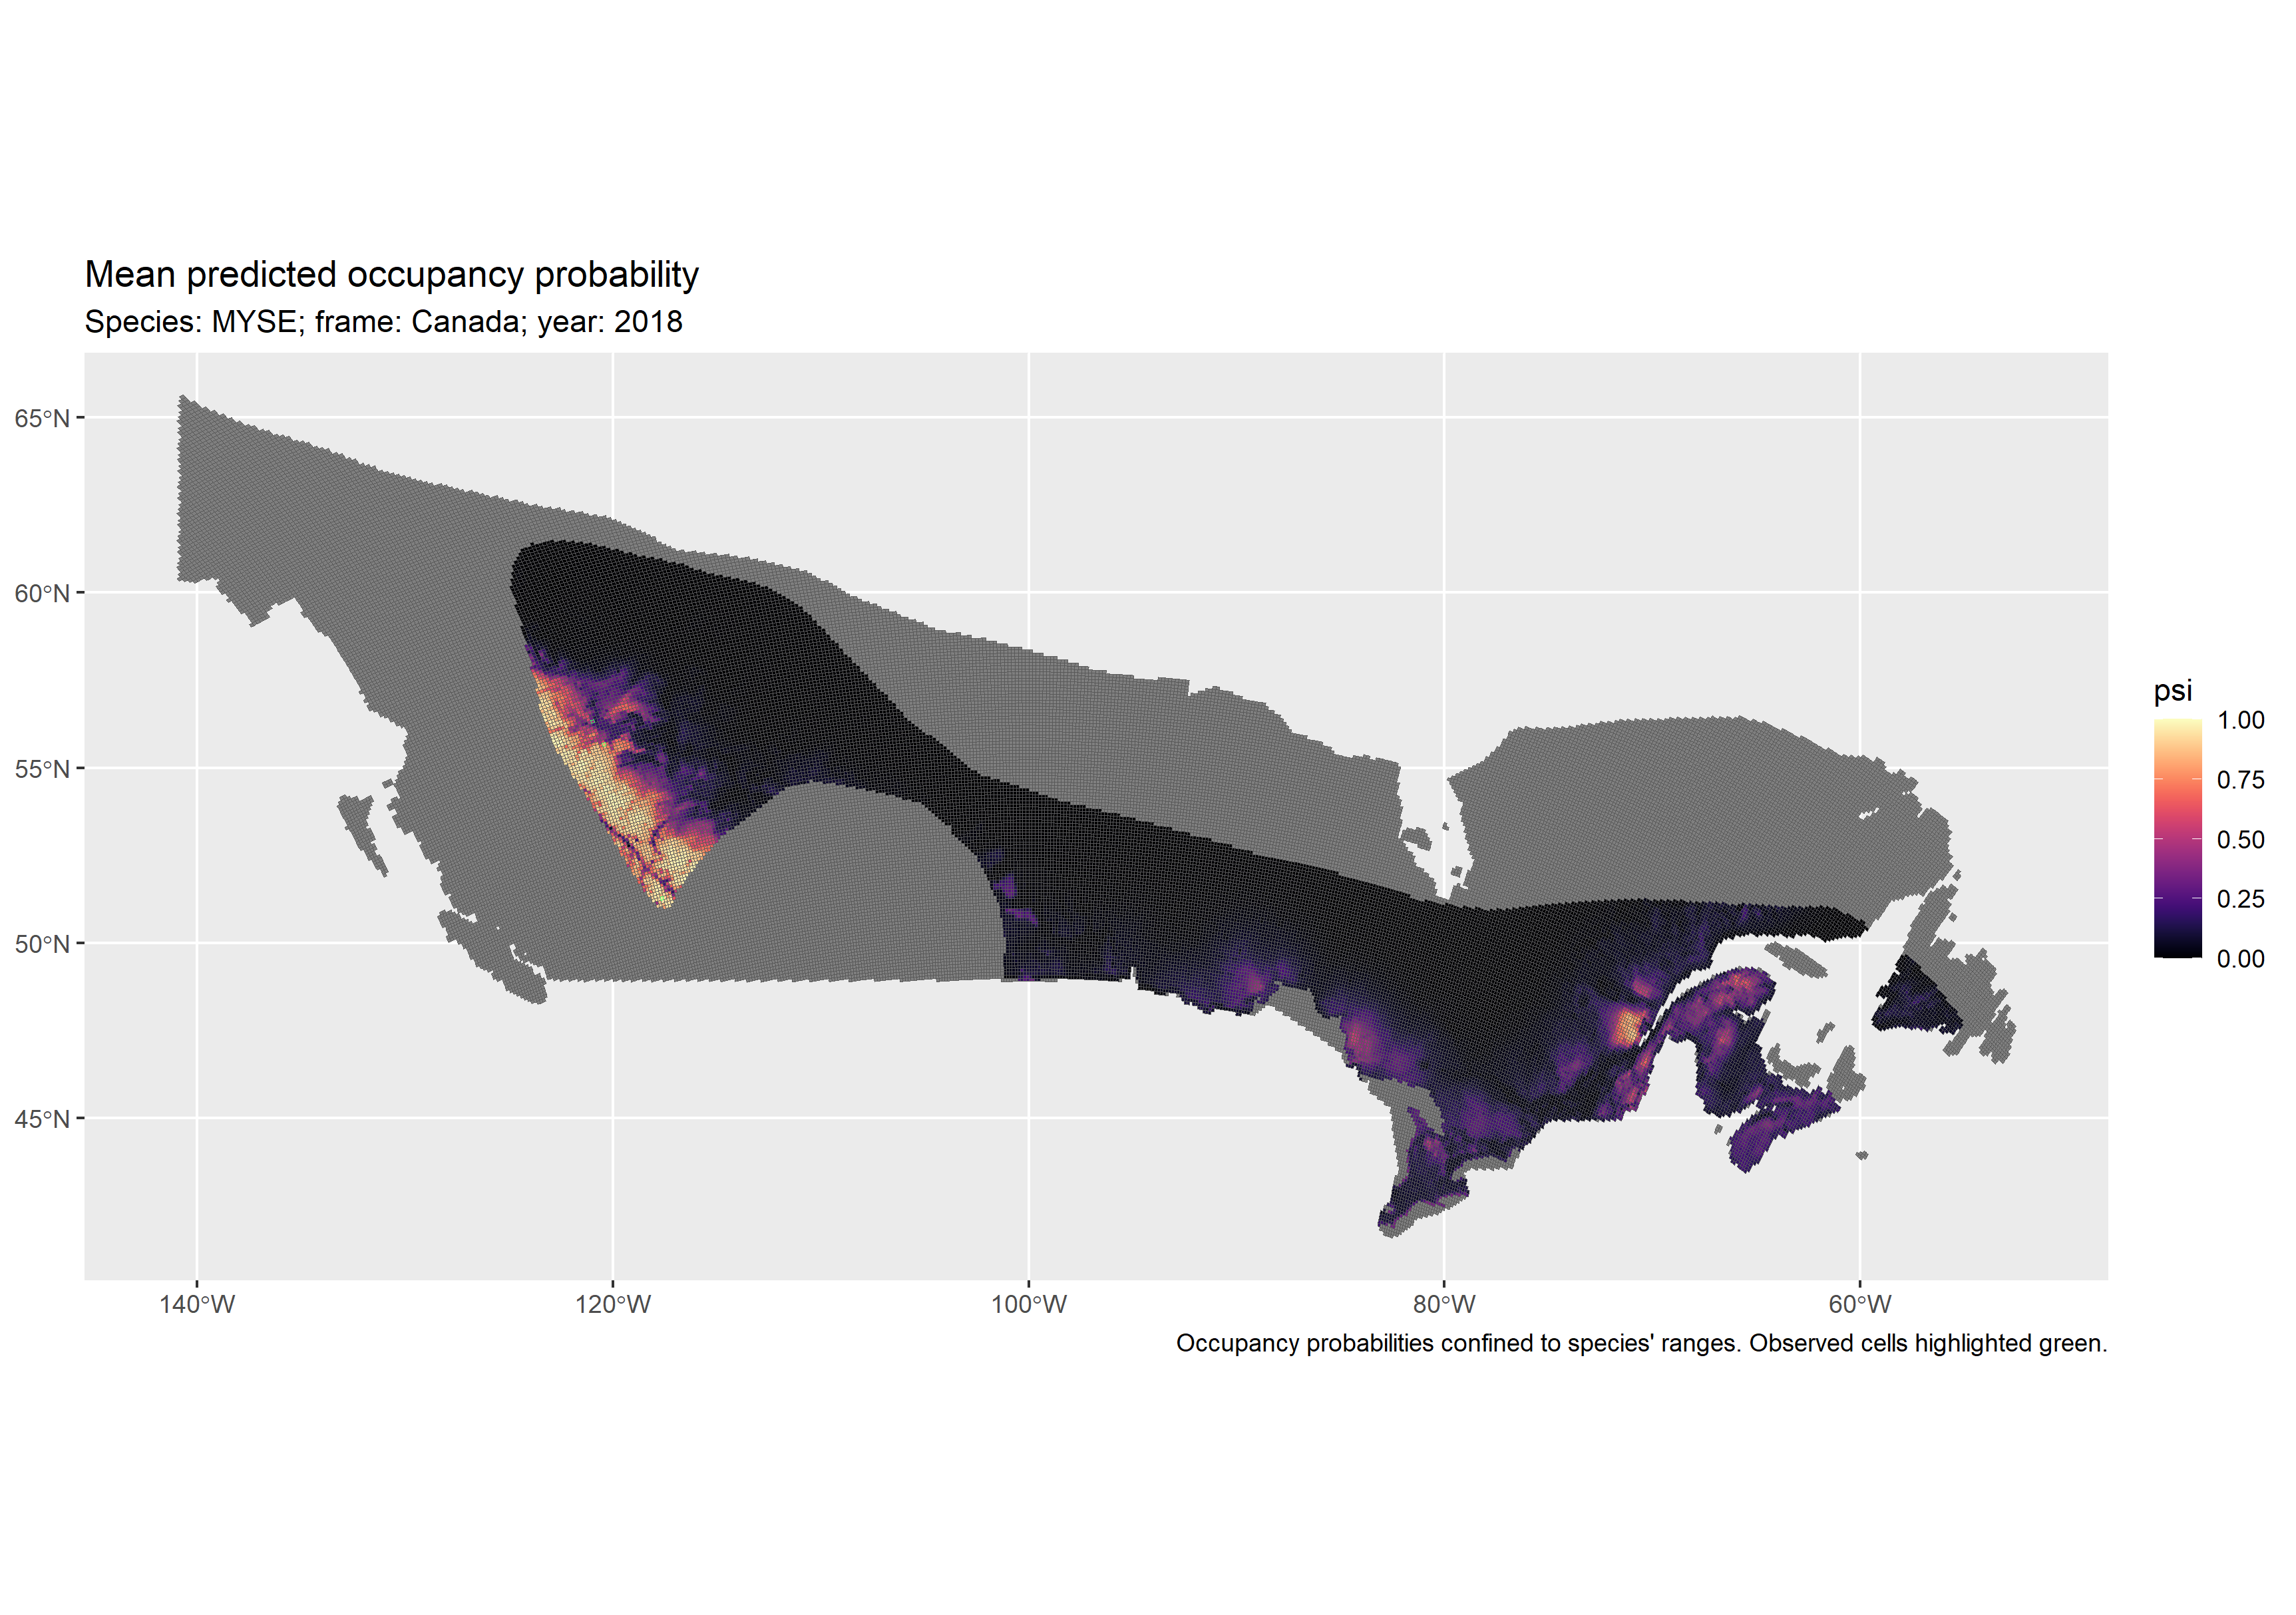 Mean predicted occupancy probability
Species: MYSE; frame: Canada; year: 2018
65°N
60°N
55°N
50°N
45°N
140°W
120°W
100°W
80°W
60°W
psi
1.00
0.75
0.50
0.25
0.00
Occupancy probabilities confined to species' ranges. Observed cells highlighted green.